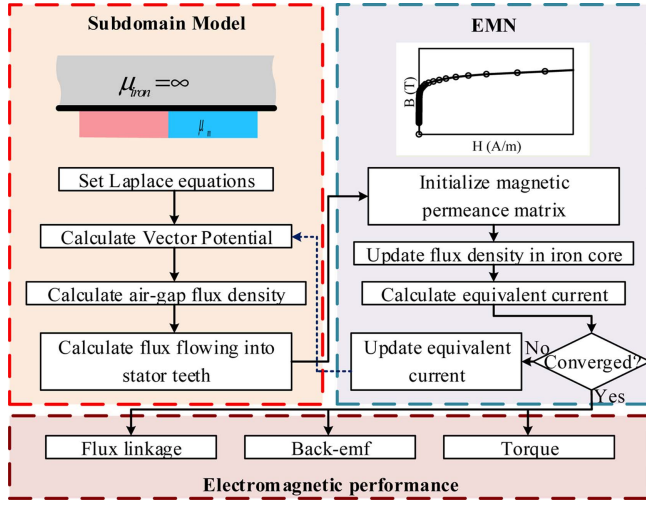 Subdomain Model
μIron=∞
μ
Set Laplace equations
Calculate Vector Potential
Calculate air-gap flux density
Calculate flux flowing into
stator teeth
EMN
B (T)
H (A/m)
Initialize magnetic
permeance matrix
Update flux density in iron core
Calculate equivalent current
Update equivalent
current
No
Converged?
Yes
Flux linkage
Back-emf
Torque
Electromagnetic performance